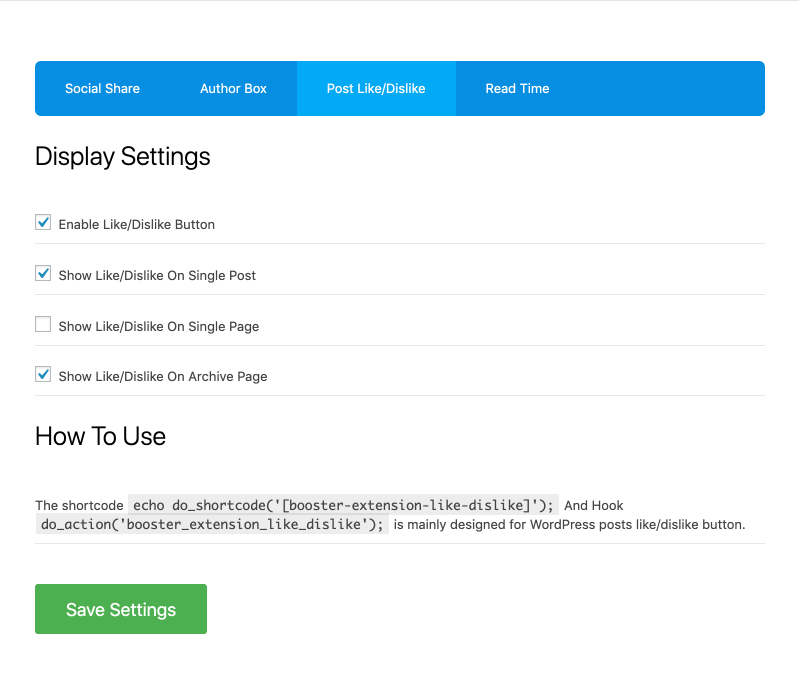 Social Share Author Box Post Like/Dislike Read Time
Display Settings
Enable Like/Dislike Button
Show Like/Dislike On Single Post
Show Like/Dislike On Single Page
Show Like/Dislike On Archive Page
How To Use
The shortcode echo do_shortcode('[booster-extension-like-dislike]'); And Hook
do_action('booster_extension_like_dislike'); is mainly designed for WordPress posts like/dislike button.
Save Settings